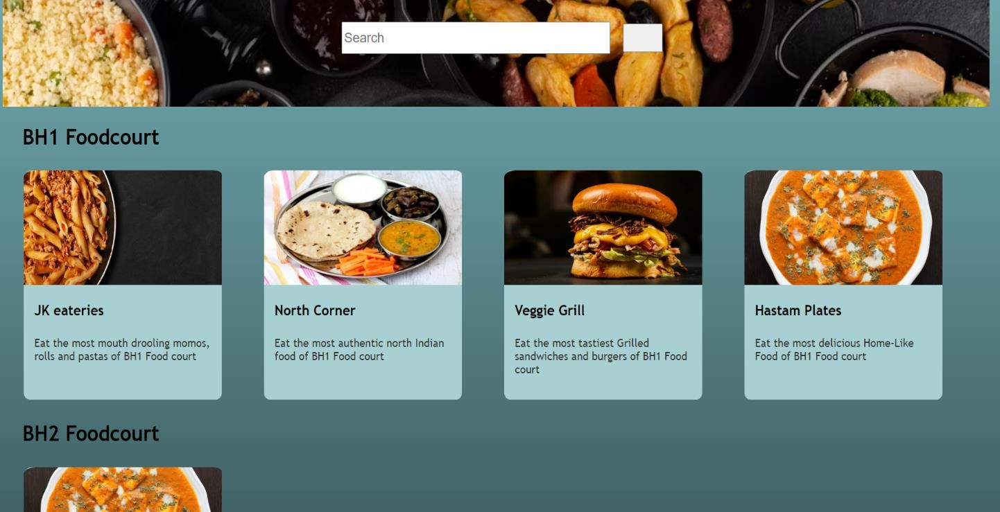 Search
BH1 Foodcourt
JK eateries
Eat the most mouth drooling momos,
rolls and pastas of BH1 Food court
North Corner
Eat the most authentic north Indian
food of BH1 Food court
Veggie Grill
Eat the most tastiest Grilled
sandwiches and burgers of BH1 Food
court
Hastam Plates
Eat the most delicious Home-Like
Food of BH1 Food court
BH2 Foodcourt